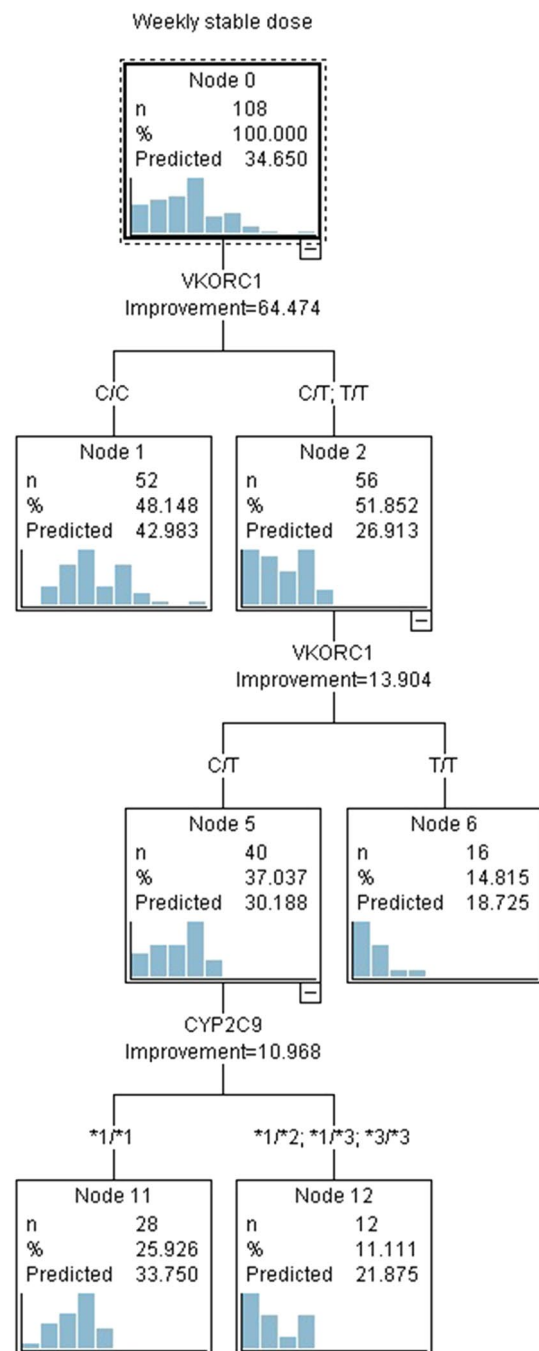 Weekly stable dose
Node 0
n 108
% 100.000
Predicted 34.650
VKORC1
Improvement=64.474
C/C
C/T; T/T
Node 1
n 52
% 48.148
Predicted 42.983
Node 2
n 56
% 51.852
Predicted 26.913
VKORC1
Improvement=13.904
C/T
T/T
Node 5
n 40
% 37.037
Predicted 30.188
Node 6
n 16
% 14.815
Predicted 18.725
CYP2C9
Improvement=10.968
*1/*1
*1/*2; *1/*3; *3/*3
Node 11
n 28
% 25.926
Predicted 33.750
Node 12
n 12
% 11.111
Predicted 21.875